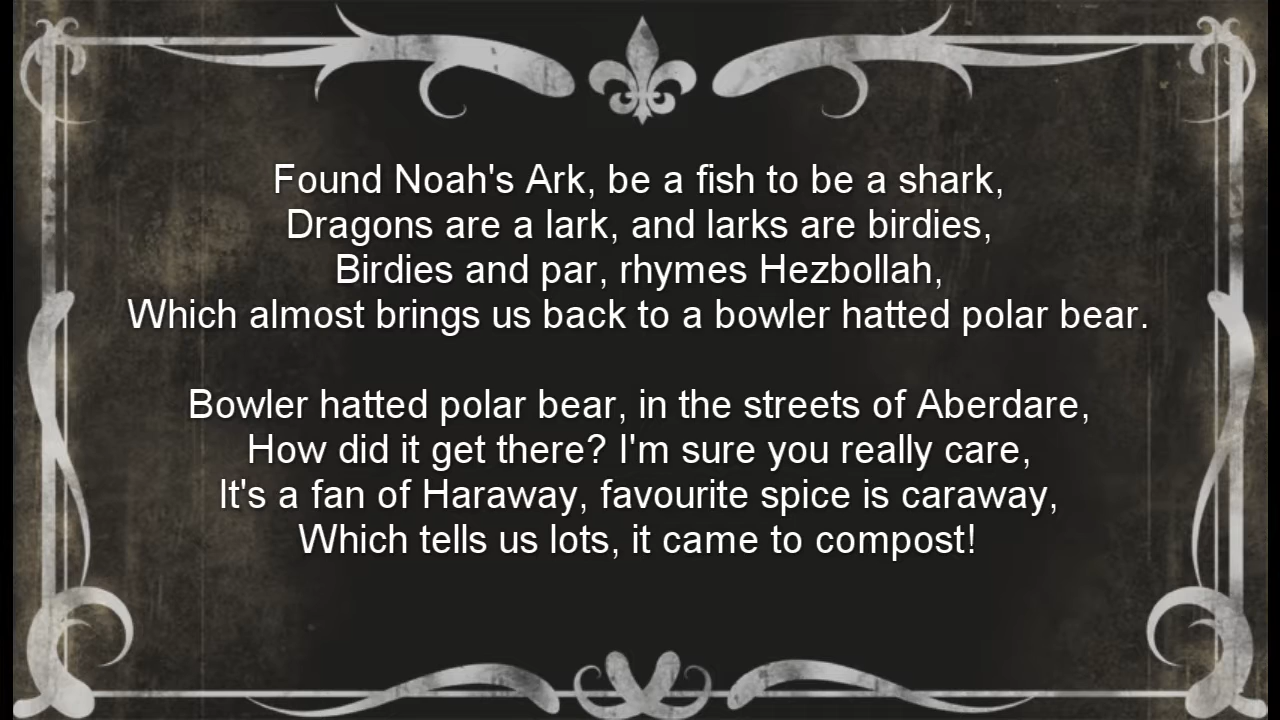 Found Noah's Ark, be a fish to be a shark,
Dragons are a lark, and larks are birdies,
Birdies and par, rhymes Hezbollah,
Which almost brings us back to a bowler hatted polar bear.
Bowler hatted polar bear, in the streets of Aberdare,
How did it get there? I'm sure you really care,
It's a fan of Haraway, favourite spice is caraway,
Which tells us lots, it came to compost!